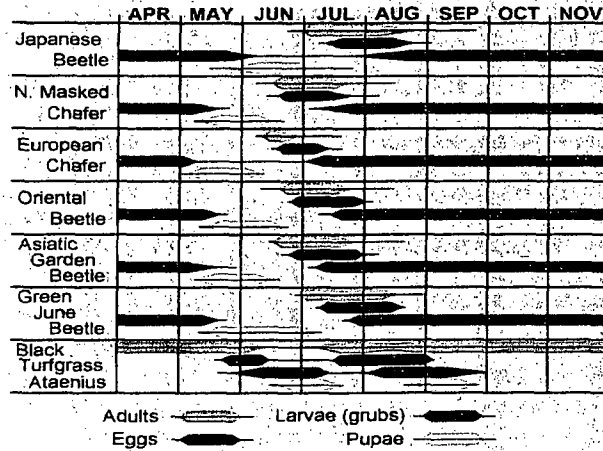 APR MAY JUN JUL AUG SEP OCT NOV
Japanese
Beetle
N. Masked
Chafer
European
Chafer
Oriental
Beetle
Asiatic
Garden
Beetle
Green
June
Beetle
Black
Turfgrass
Ataenius
Adults Larvae (grubs)
Eggs Pupae